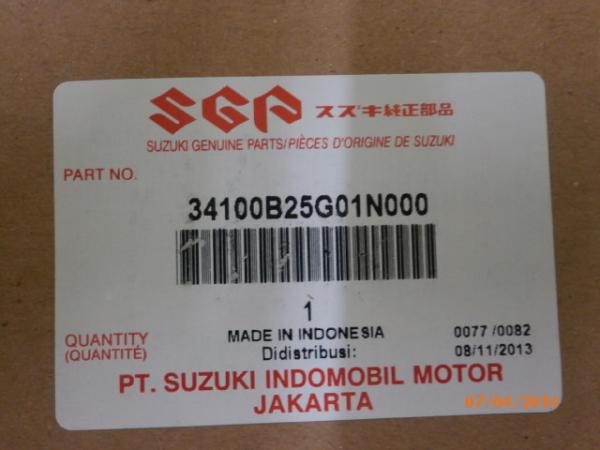 SGP スズキ純正部品
SUZUKI GENUINE PARTS/PIÈCES D'ORIGINE DE SUZUKI
PART NO.
34100B25G01N000
1
QUANTITY
(QUANTITÉ)
MADE IN INDONESIA
0077 /0082
Didistribusi:
08/11/2013
PT. SUZUKI INDOMOBIL MOTOR
JAKARTA